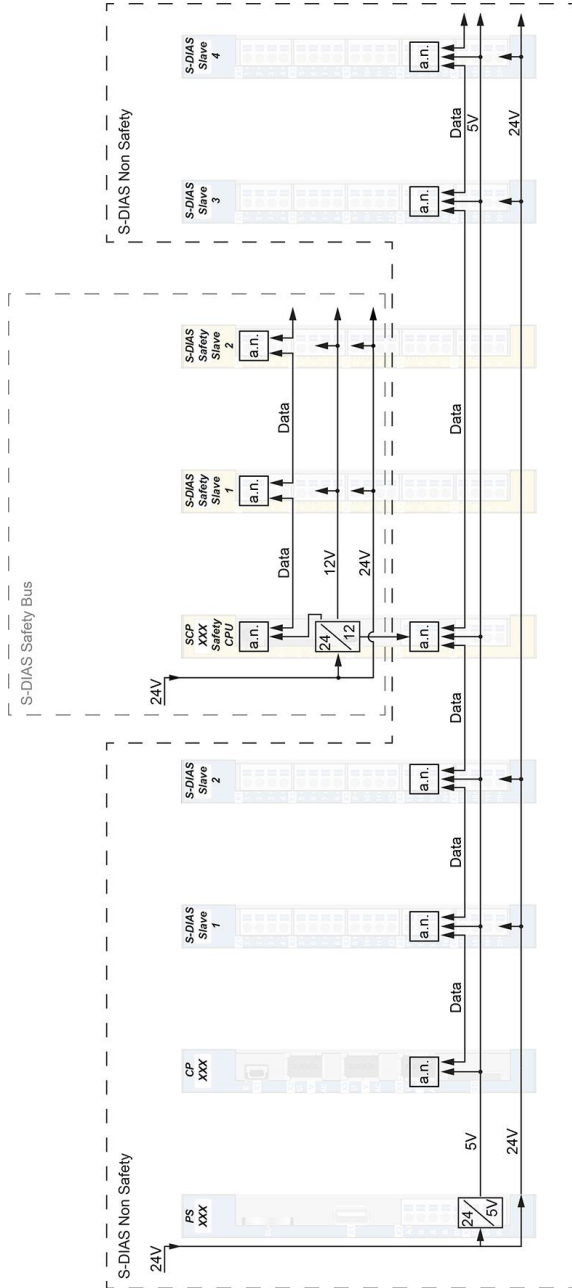 S-DIAS Safety Bus
S-DIAS Non Safety
S-DIAS Non Safety
24V
24V
PS
XXX
CP
XXX
S-DIAS
Slave
1
S-DIAS
Slave
2
SCP
XXX
Safety
CPU
S-DIAS
Safety
Slave
1
S-DIAS
Safety
Slave
2
S-DIAS
Slave
3
S-DIAS
Slave
4
a.n.
a.n.
a.n.
Data
Data
24
12
12V
24V
a.n.
a.n.
a.n.
a.n.
a.n.
a.n.
Data
Data
Data
Data
Data
24
5V
5V
5V
24V
24V